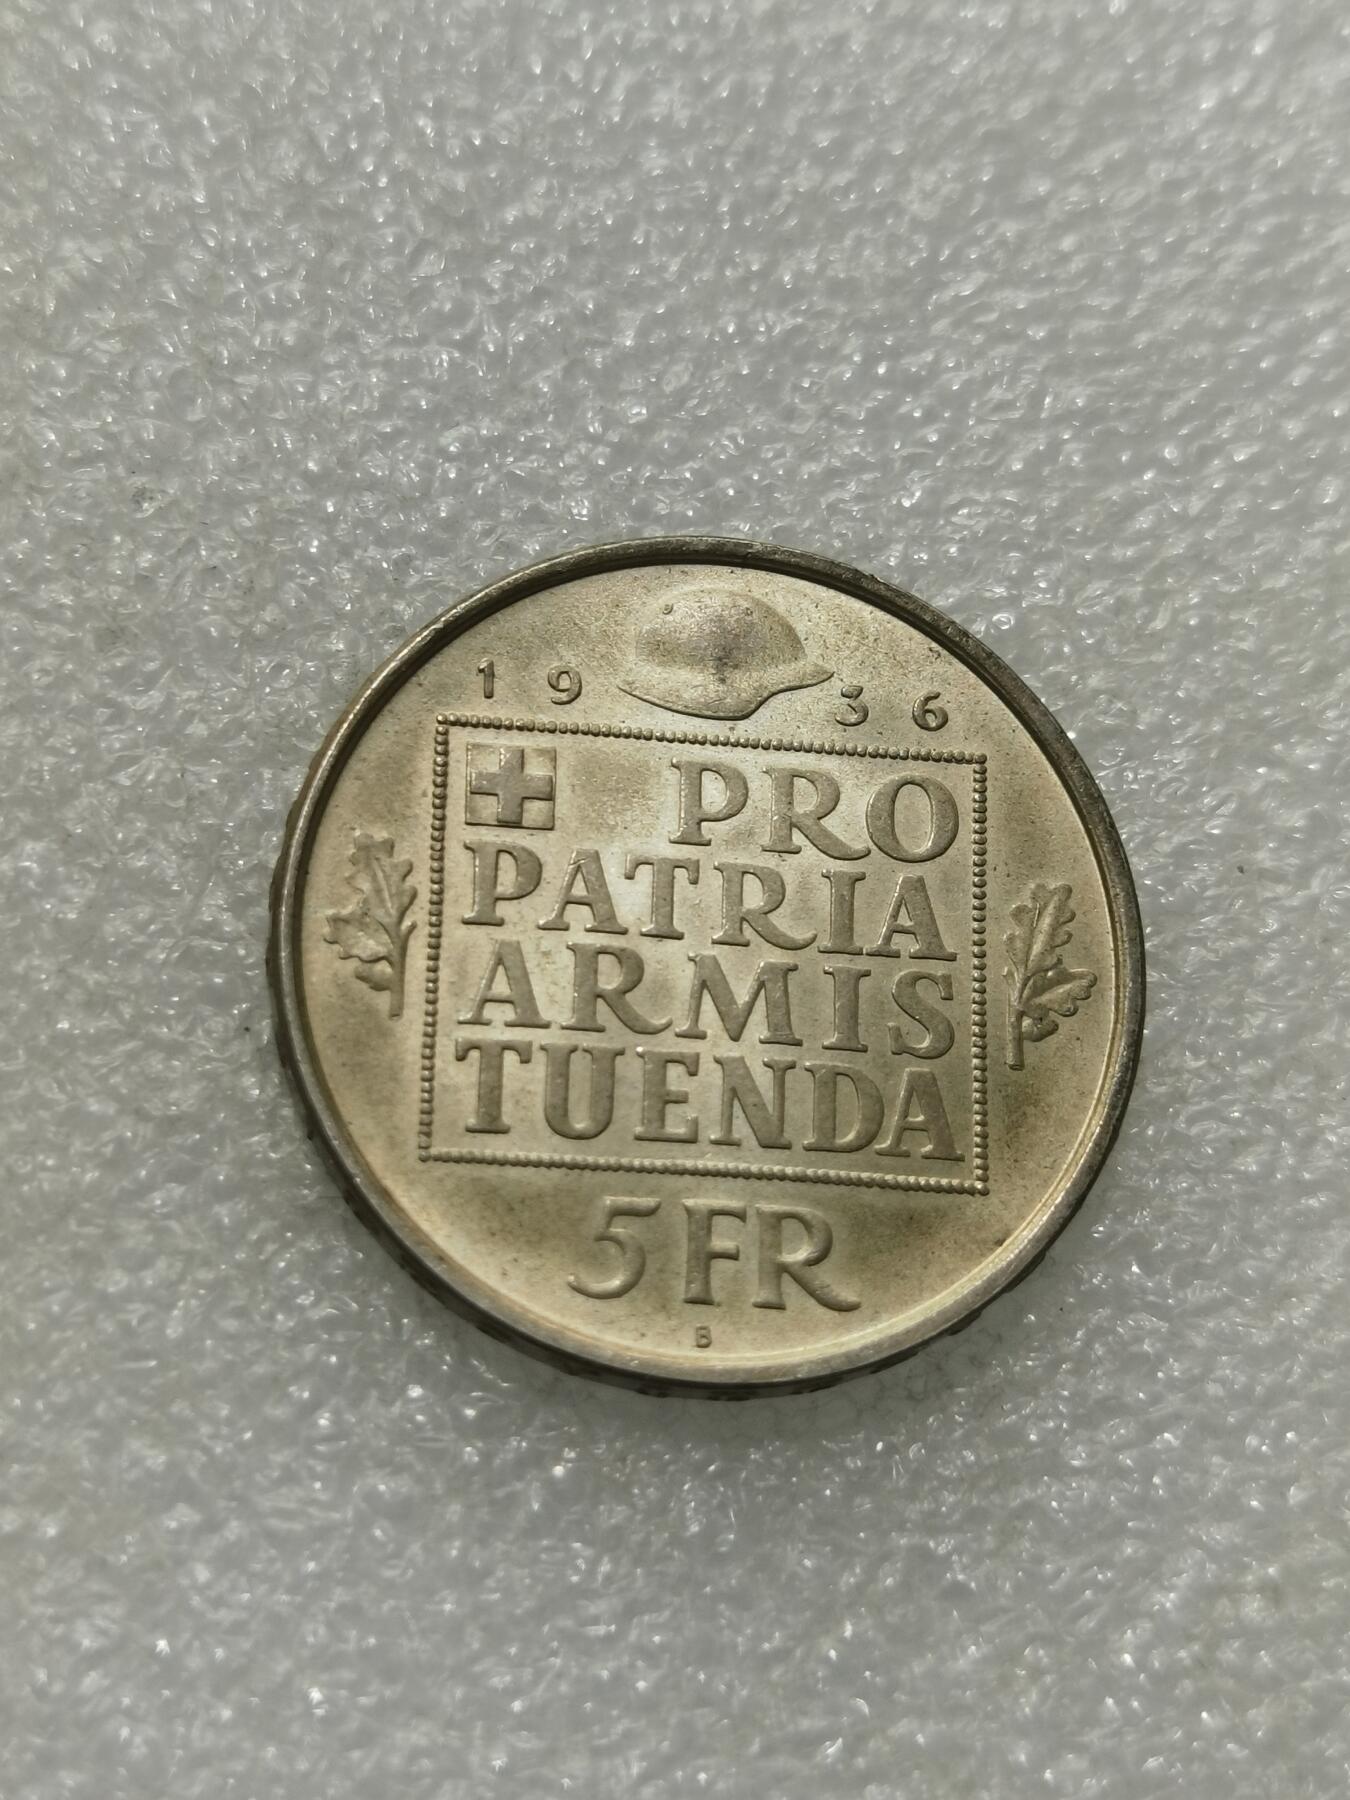 1936
PRO
PATRIA
ARMIS
TUENDA
5 FR
B